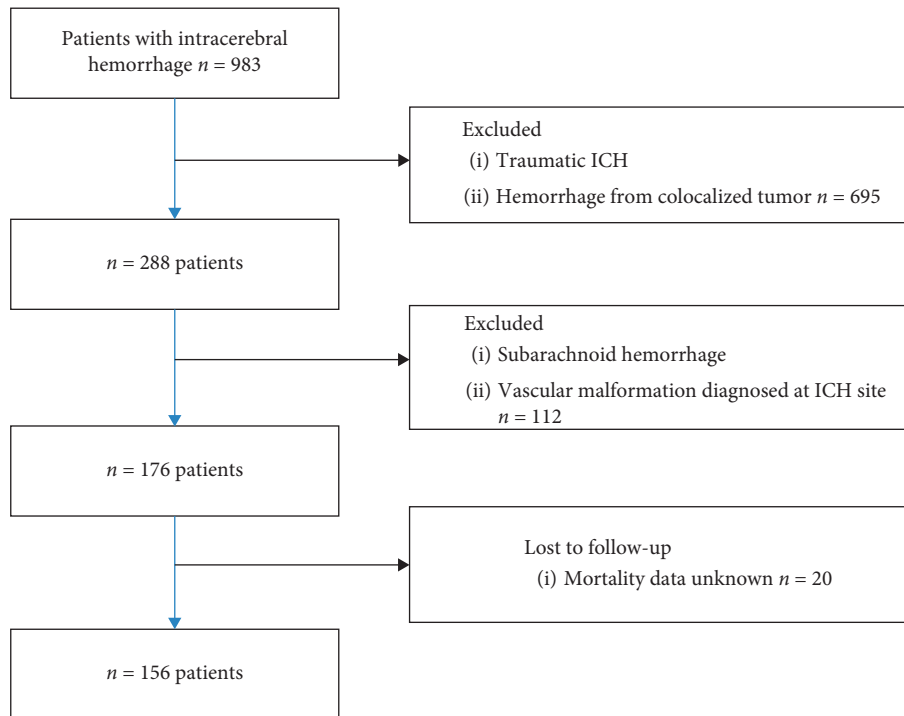 Patients with intracerebral
hemorrhage n = 983
Excluded
(i) Traumatic ICH
(ii) Hemorrhage from colocalized tumor n = 695
n = 288 patients
Excluded
(i) Subarachnoid hemorrhage
(ii) Vascular malformation diagnosed at ICH site
n = 112
n = 176 patients
Lost to follow-up
(i) Mortality data unknown n = 20
n = 156 patients